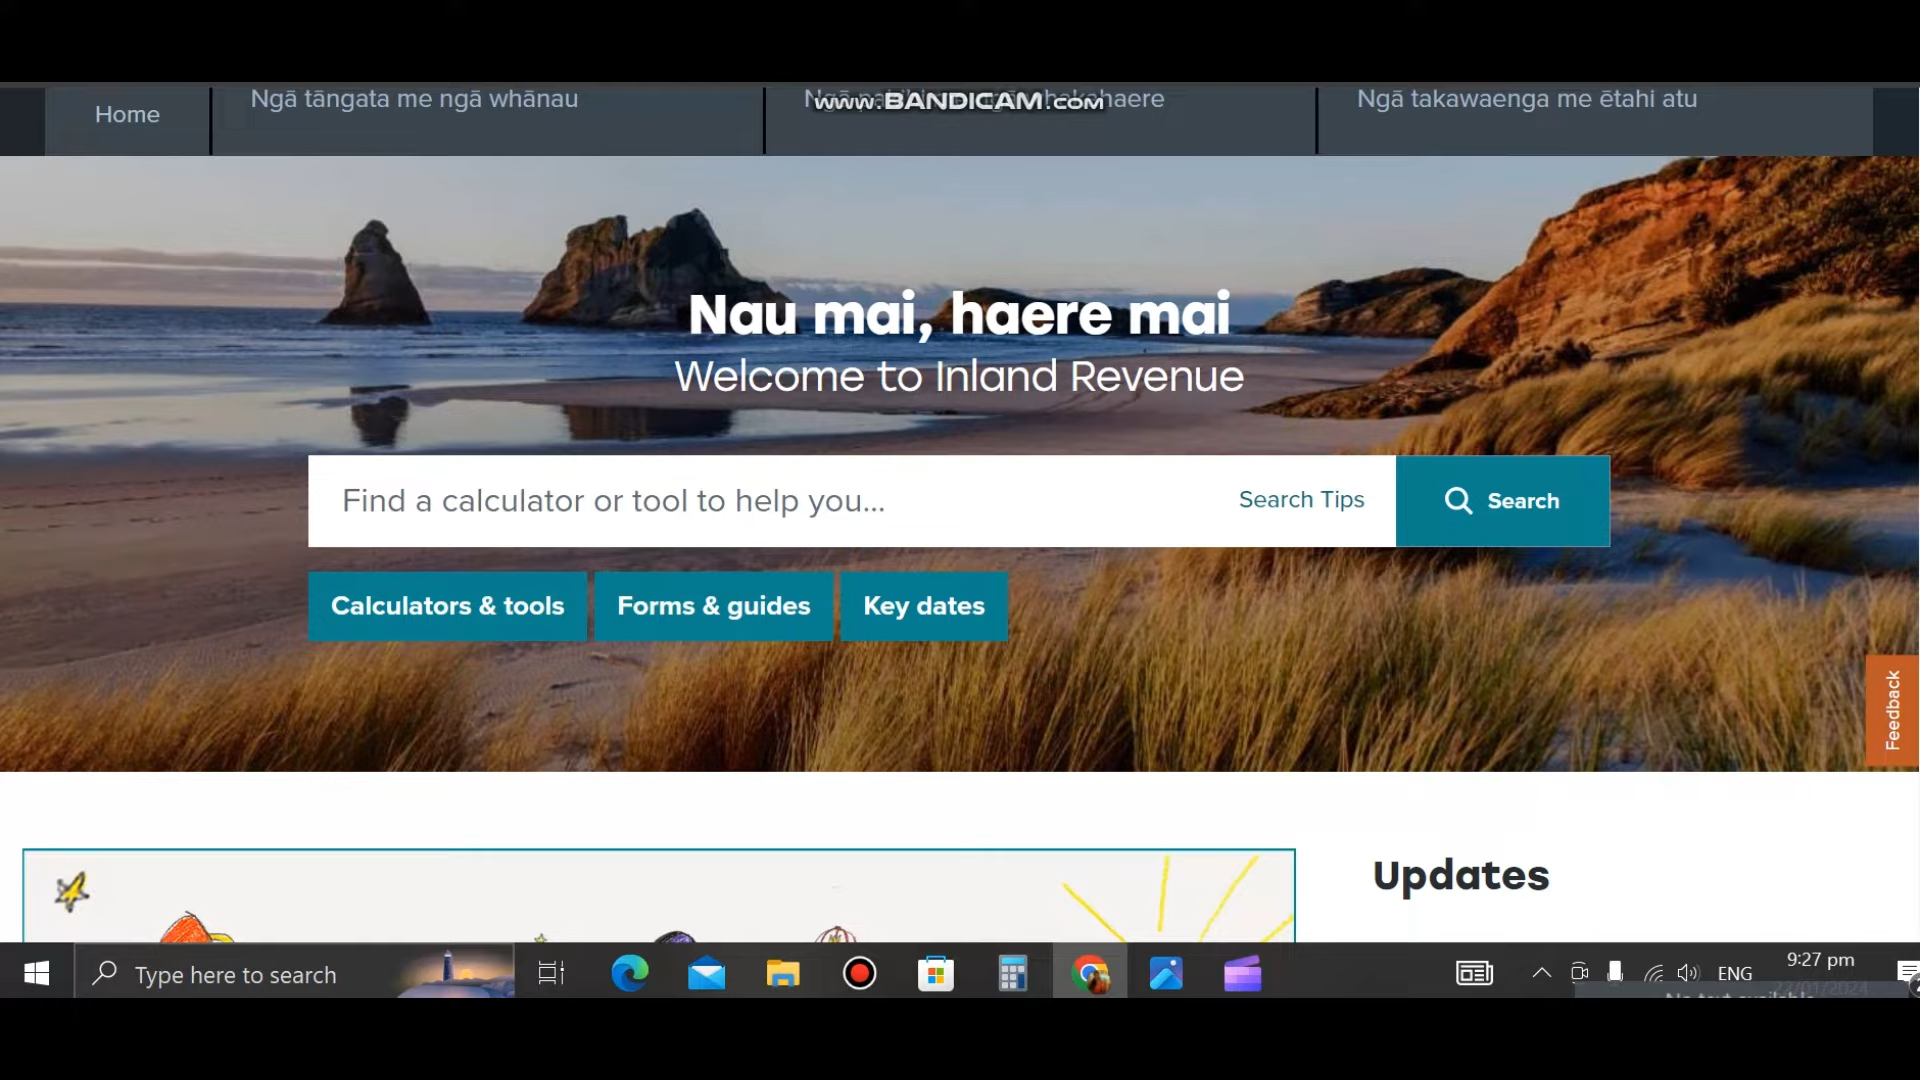 www.BANDICAM.com
Home
Ngā tāngata me ngā whānau
Ngā takawaenga me ētahi atu
Nau mai, haere mai
Welcome to Inland Revenue
Find a calculator or tool to help you...
Search Tips
Search
Calculators & tools
Forms & guides
Key dates
Feedback
Updates
Type here to search
ENG
9:27 pm